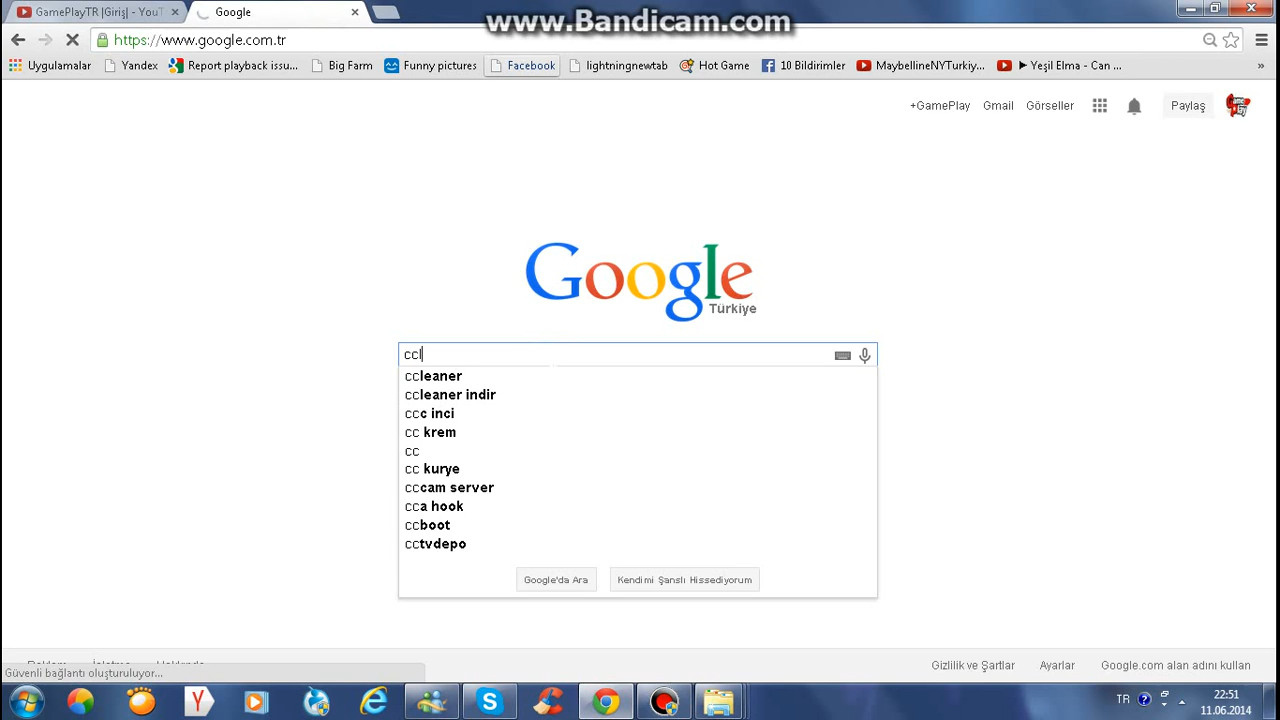 GamePlayTR |Giriş| - YouT
Google
www.Bandicam.com
https://www.google.com.tr
Uygulamalar
Yandex
Report playback issu...
Big Farm
Funny pictures
Facebook
lightningnewtab
Hot Game
10 Bildirimler
MaybellineNYTurkiy...
▶ Yeşil Elma - Can ...
»
+GamePlay
Gmail
Görseller
Paylaş
Google
Türkiye
ccl
ccleaner
ccleaner indir
ccc inci
cc krem
cc
cc kurye
cccam server
cca hook
ccboot
cctvdepo
Google'da Ara
Kendimi Şanslı Hissediyorum
Güvenli bağlantı oluşturuluyor...
Gizlilik ve Şartlar
Ayarlar
Google.com alan adını kullan
TR
22:51
11.06.2014